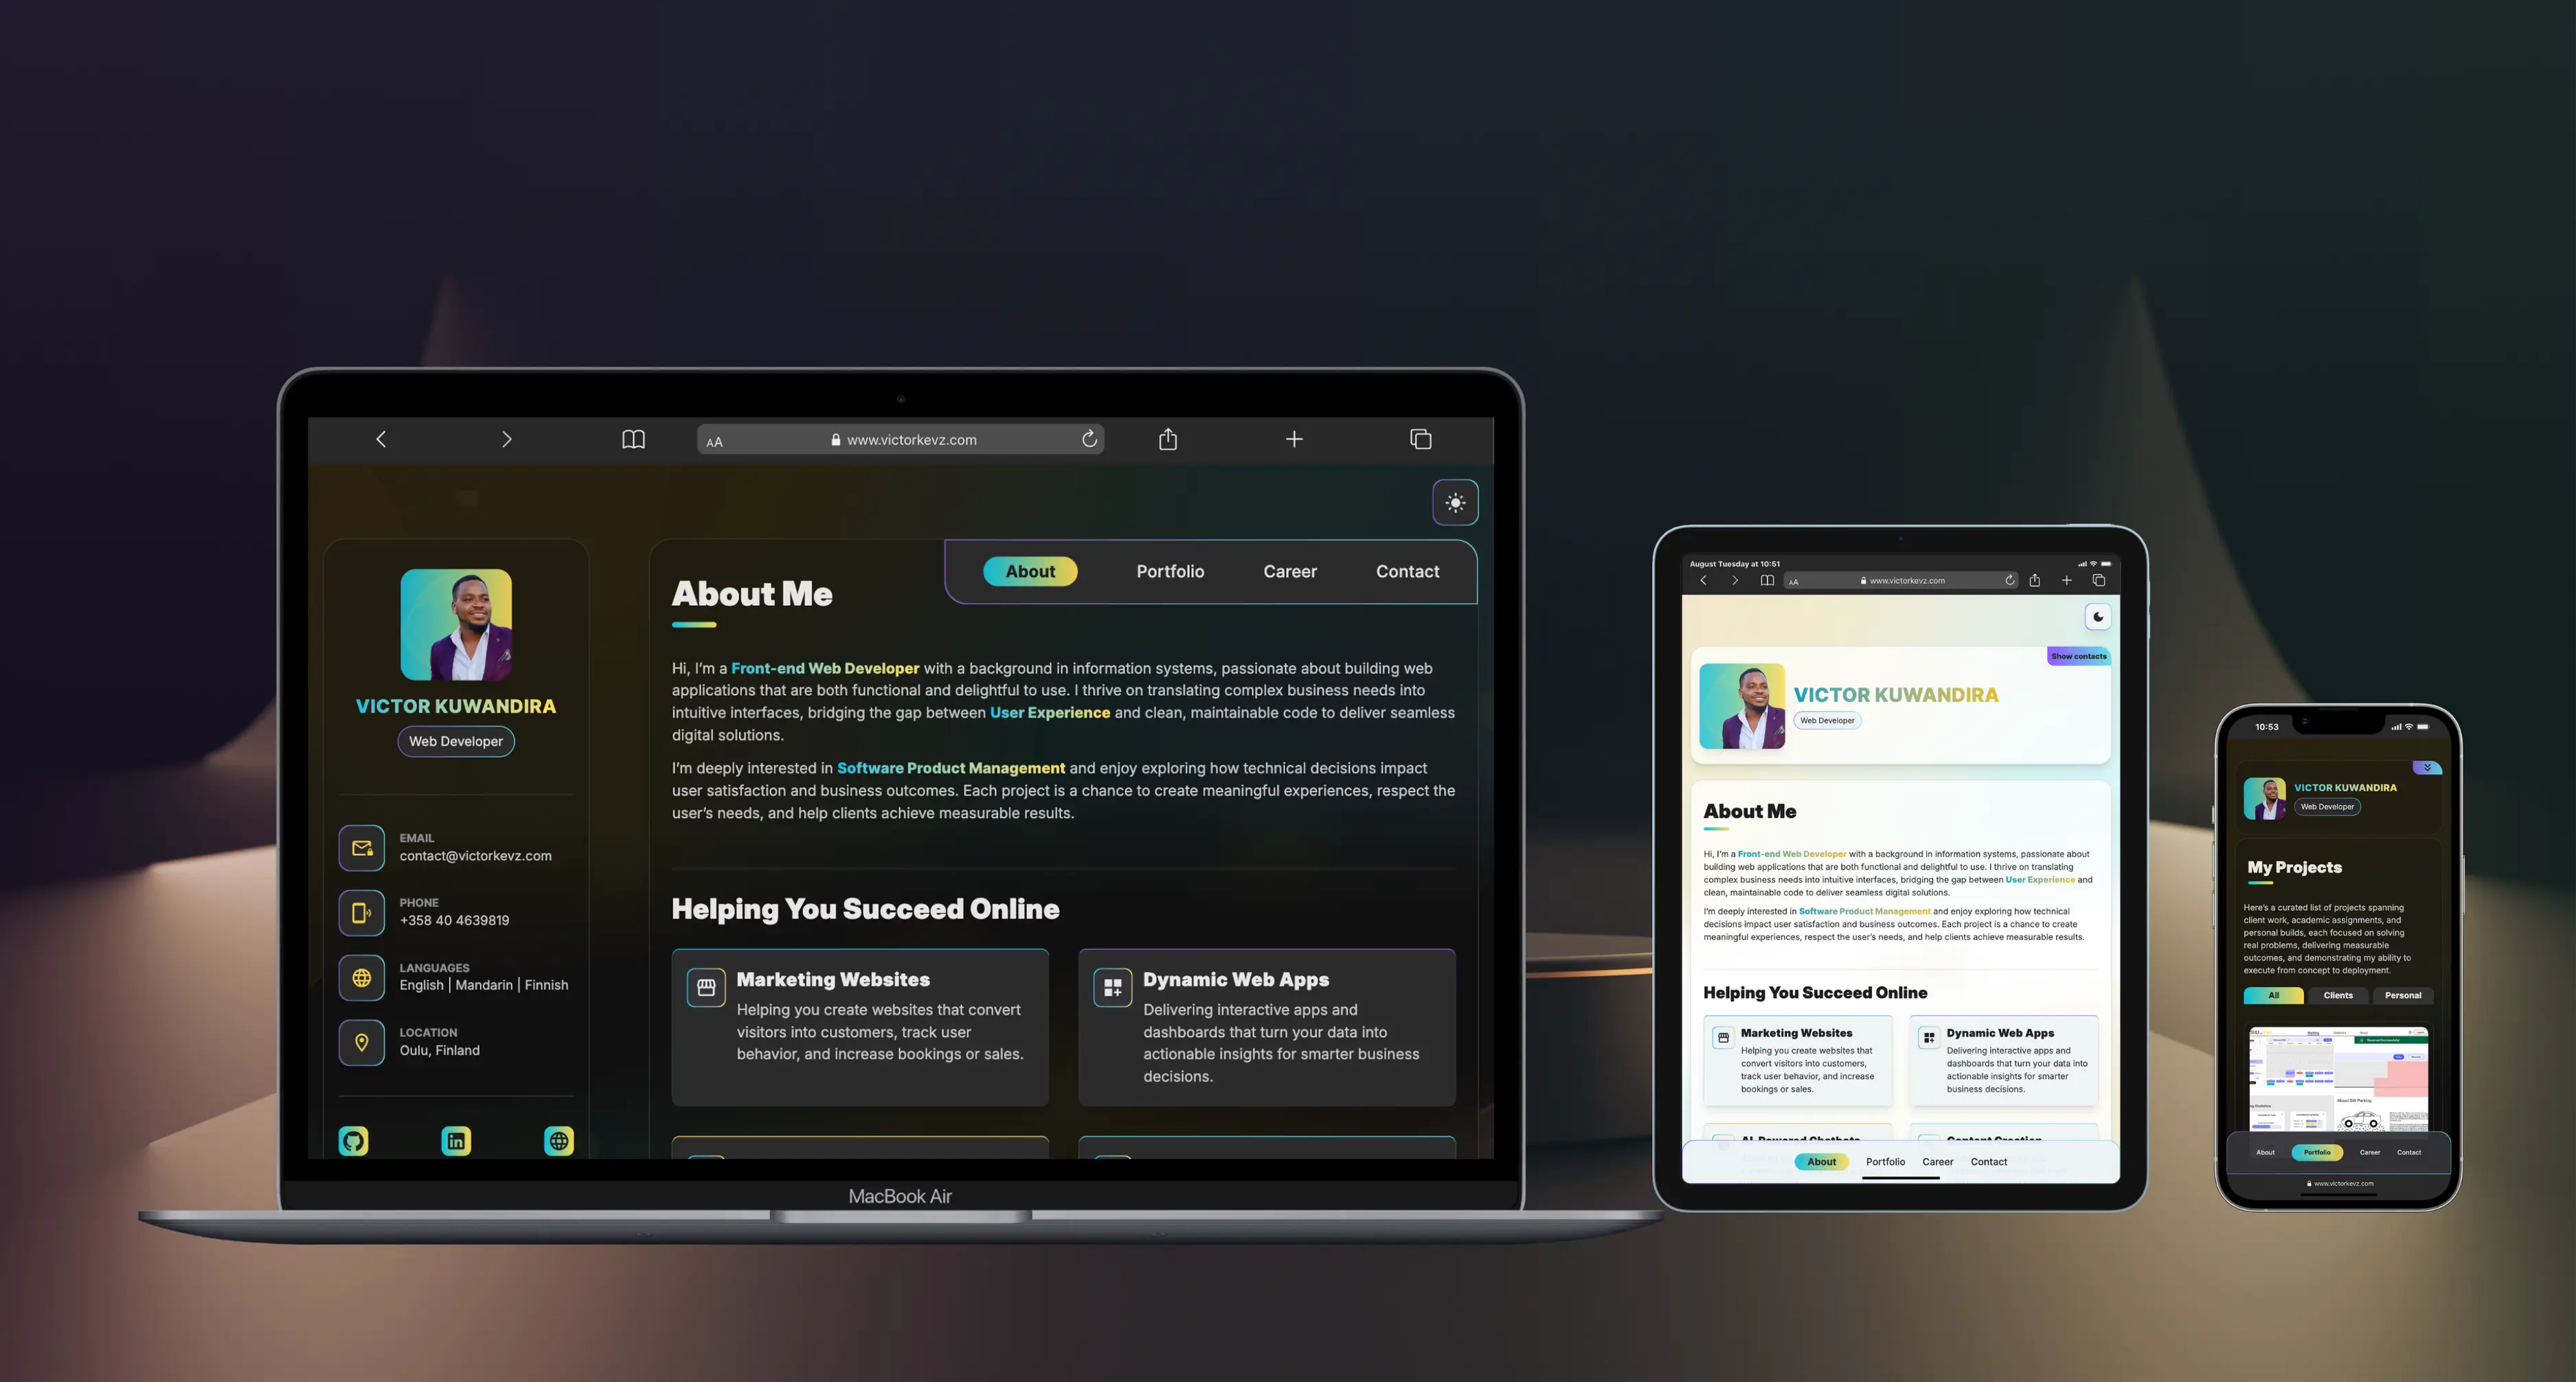 AA www.victorkevz.com
About Portfolio Career Contact
VICTOR KUWANDIRA
Web Developer
EMAIL
contact@victorkevz.com
PHONE
+358 40 4639819
LANGUAGES
English | Mandarin | Finnish
LOCATION
Oulu, Finland
in
About Me
Hi, I'm a Front-end Web Developer with a background in information systems, passionate about building web
applications that are both functional and delightful to use. I thrive on translating complex business needs into
intuitive interfaces, bridging the gap between User Experience and clean, maintainable code to deliver seamless
digital solutions.
I'm deeply interested in Software Product Management and enjoy exploring how technical decisions impact
user satisfaction and business outcomes. Each project is a chance to create meaningful experiences, respect the
user's needs, and help clients achieve measurable results.
Helping You Succeed Online
Marketing Websites
Helping you create websites that convert
visitors into customers, track user
behavior, and increase bookings or sales.
Dynamic Web Apps
Delivering interactive apps and
dashboards that turn your data into
actionable insights for smarter business
decisions.
MacBook Air
August Tuesday at 10:51
AA www.victorkevz.com
Show contacts
VICTOR KUWANDIRA
Web Developer
About Me
Hi, I'm a Front-end Web Developer with a background in information systems, passionate about
building web applications that are both functional and delightful to use. I thrive on translating
complex business needs into intuitive interfaces, bridging the gap between User Experience and
clean, maintainable code to deliver seamless digital solutions.
I'm deeply interested in Software Product Management and enjoy exploring how technical
decisions impact user satisfaction and business outcomes. Each project is a chance to create
meaningful experiences, respect the user's needs, and help clients achieve measurable results.
Helping You Succeed Online
Marketing Websites
Helping you create websites that
convert visitors into customers,
track user behavior, and increase
bookings or sales.
Dynamic Web Apps
Delivering interactive apps and
dashboards that turn your data into
actionable insights for smarter
business decisions.
AI-Powered Chatbots
Content Creation
About Portfolio Career Contact
10:53
VICTOR KUWANDIRA
Web Developer
My Projects
Here's a curated list of projects spanning
client work, academic assignments, and
personal builds, each focused on solving
real problems, delivering measurable
outcomes, and demonstrating my ability to
execute from concept to deployment.
All Clients Personal
About Portfolio Career Contact
www.victorkevz.com